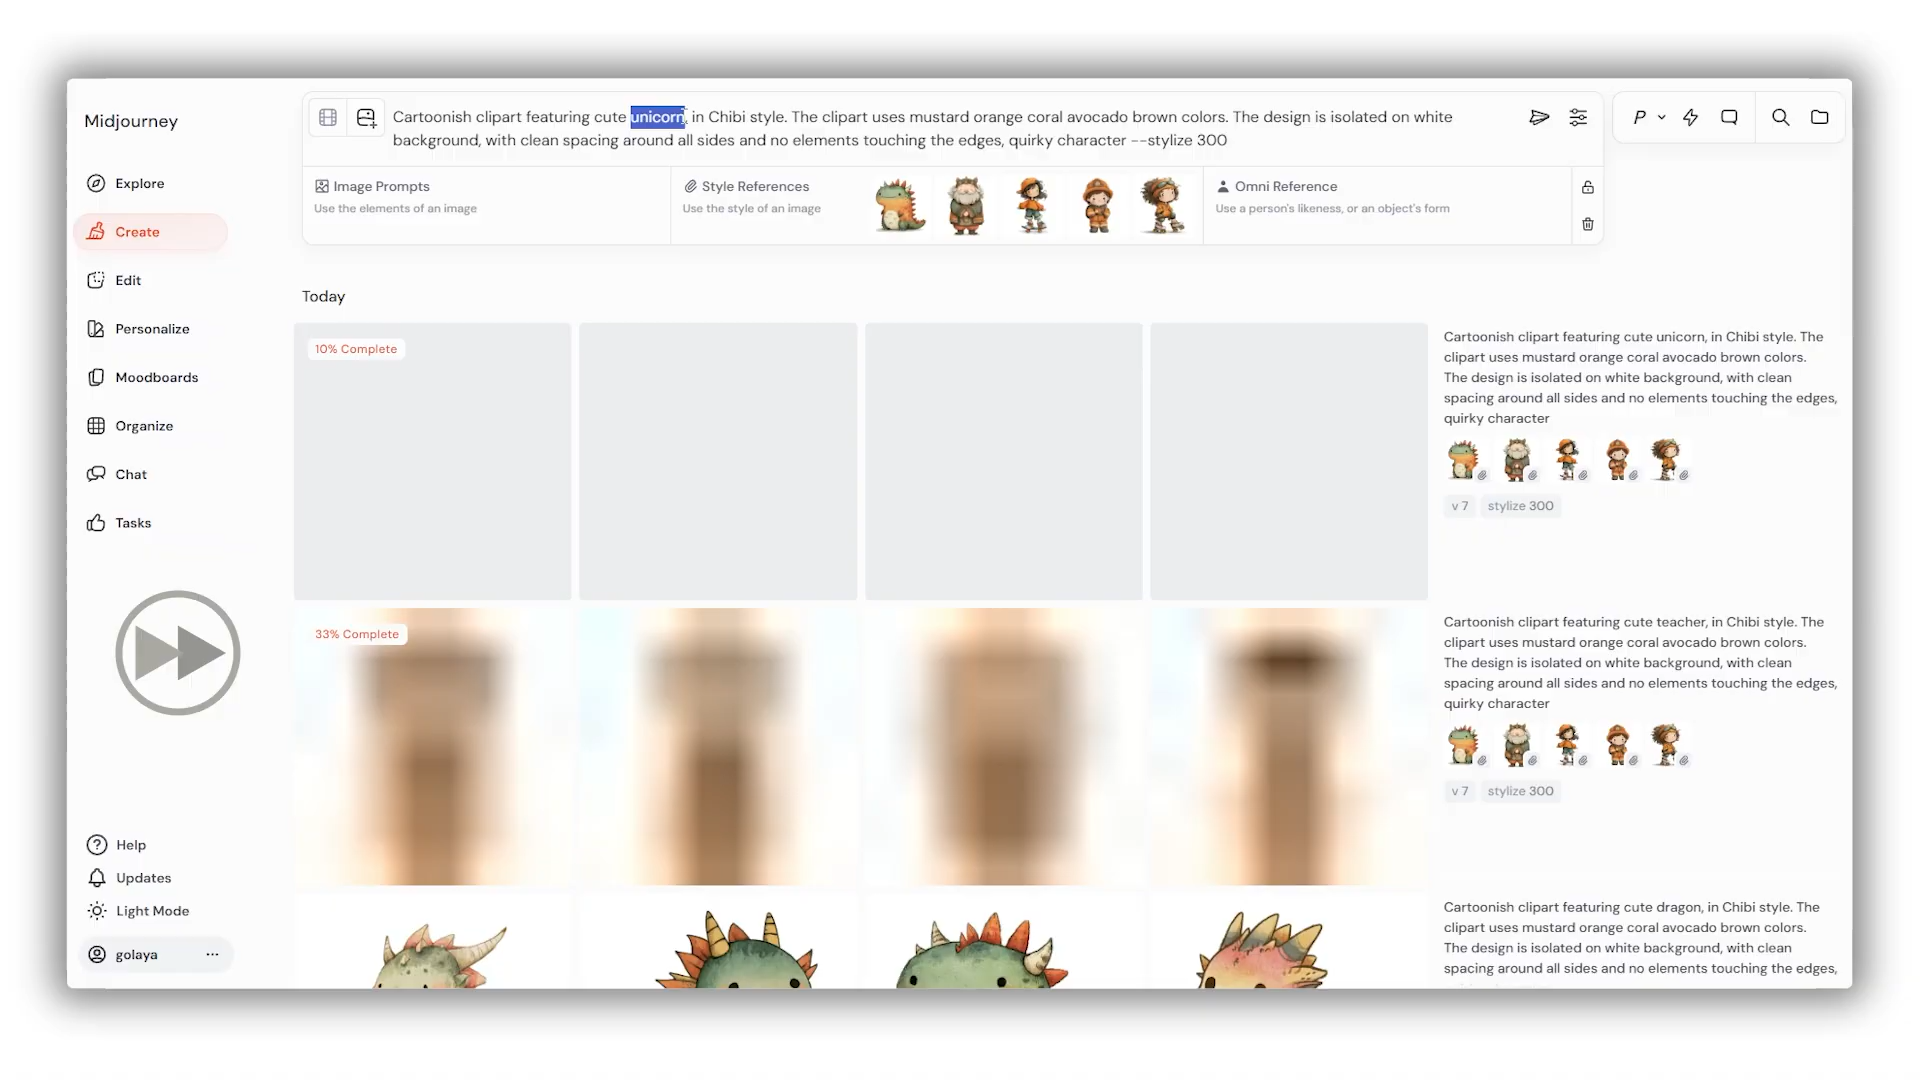 Midjourney
Explore
Create
Edit
Personalize
Moodboards
Organize
Chat
Tasks
Help
Updates
Light Mode
golaya
Cartoonish clipart featuring cute unicorn, in Chibi style. The clipart uses mustard orange coral avocado brown colors. The design is isolated on white
background, with clean spacing around all sides and no elements touching the edges, quirky character --stylize 300
P
Image Prompts
Use the elements of an image
Style References
Use the style of an image
Omni Reference
Use a person's likeness, or an object's form
Today
10% Complete
Cartoonish clipart featuring cute unicorn, in Chibi style. The
clipart uses mustard orange coral avocado brown colors.
The design is isolated on white background, with clean
spacing around all sides and no elements touching the edges,
quirky character
v 7 stylize 300
33% Complete
Cartoonish clipart featuring cute teacher, in Chibi style. The
clipart uses mustard orange coral avocado brown colors.
The design is isolated on white background, with clean
spacing around all sides and no elements touching the edges,
quirky character
v 7 stylize 300
Cartoonish clipart featuring cute dragon, in Chibi style. The
clipart uses mustard orange coral avocado brown colors.
The design is isolated on white background, with clean
spacing around all sides and no elements touching the edges,